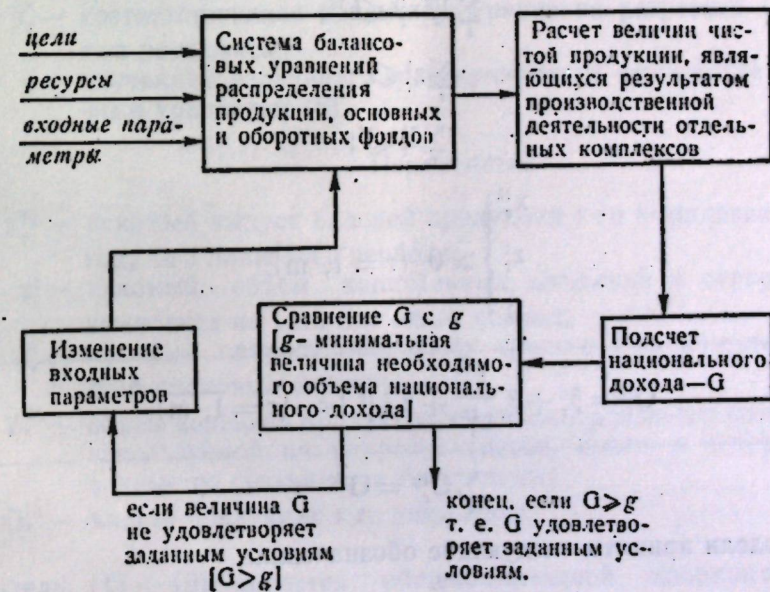 цели
ресурсы
входные пара-
метры
Система балансо-
вых уравнений
распределения
продукции, основных
и оборотных фондов
Расчет величин чис-
той продукции, явля-
ющихся результатом
производственной
деятельности отдель-
ных комплексов
Изменение
входных
параметров
Сравнение G с g
g- минимальная
величина необходимо-
го объема националь-
ного дохода
Подсчет
национального
дохода—G
если величина G
не удовлетворяет
заданным условиям
[G>g]
конец, если G⩾g
т. е. G удовлетво-
ряет заданным ус-
ловиям.